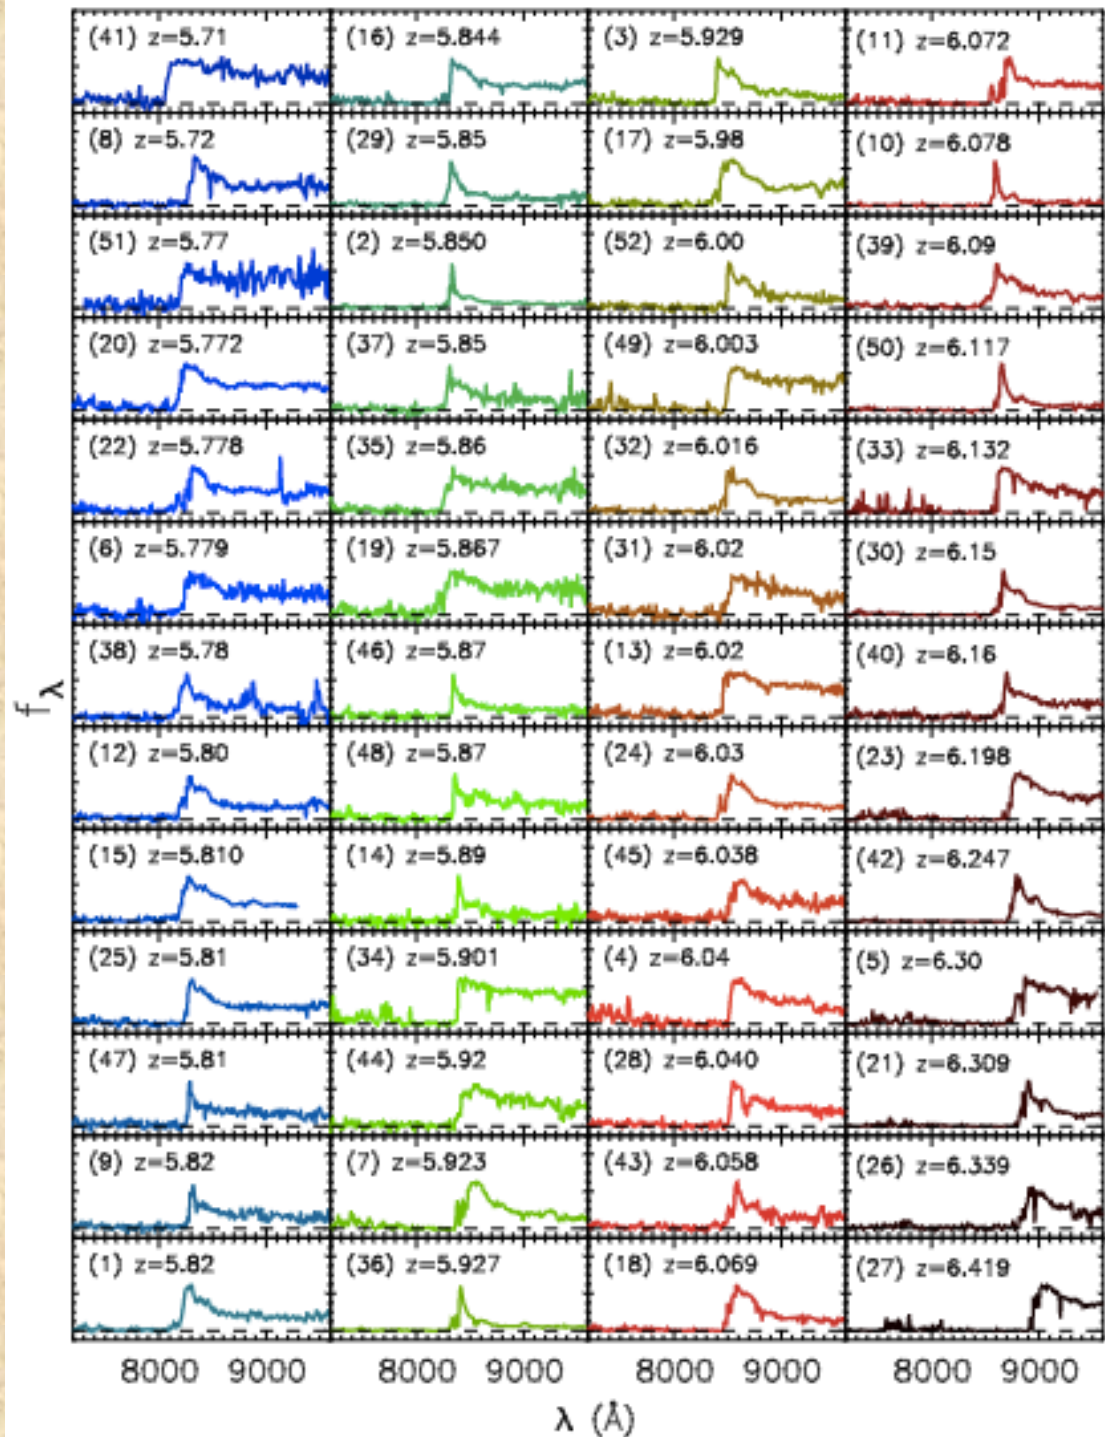 (41) z=5.71 (16) z=5.844 (3) z=5.929 (11) z=6.072
(8) z=5.72 (29) z=5.85 (17) z=5.98 (10) z=6.078
(51) z=5.77 (2) z=5.850 (52) z=6.00 (39) z=6.09
(20) z=5.772 (37) z=5.85 (49) z=6.003 (50) z=6.117
(22) z=5.778 (35) z=5.86 (32) z=6.016 (33) z=6.132
(6) z=5.779 (19) z=5.867 (31) z=6.02 (30) z=6.15
(38) z=5.78 (46) z=5.87 (13) z=6.02 (40) z=6.16
fλ
(12) z=5.80 (48) z=5.87 (24) z=6.03 (23) z=6.198
(15) z=5.810 (14) z=5.89 (45) z=6.038 (42) z=6.247
(25) z=5.81 (34) z=5.901 (4) z=6.04 (5) z=6.30
(47) z=5.81 (44) z=5.92 (28) z=6.040 (21) z=6.309
(9) z=5.82 (7) z=5.923 (43) z=6.058 (26) z=6.339
(1) z=5.82 (36) z=5.927 (18) z=6.069 (27) z=6.419
8000 9000 8000 9000 8000 9000 8000 9000
λ (Å)